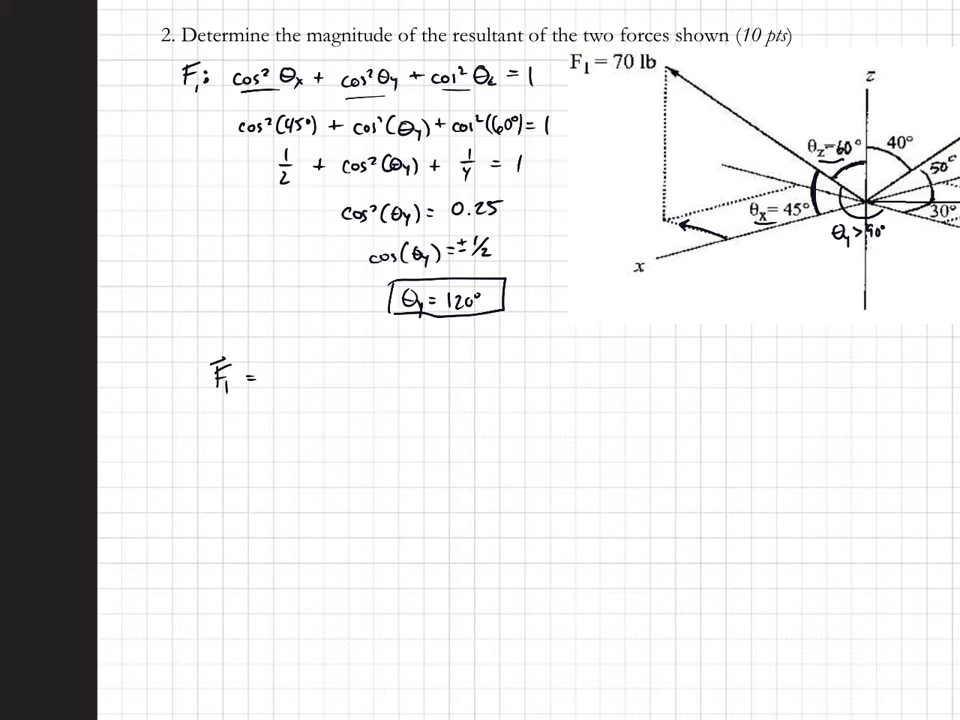 2. Determine the magnitude of the resultant of the two forces shown (10 pts)
F₁: cos² θx + cos² θy + cos² θz = 1
cos²(45°) + cos²(θy) + cos²(60°) = 1
1/2 + cos²(θy) + 1/4 = 1
cos²(θy) = 0.25
cos(θy) = ± 1/2
θy = 120°
F⃗₁ =
F₁ = 70 lb
z
θz=60°
40°
50°
θx = 45°
30°
θy > 90°
x